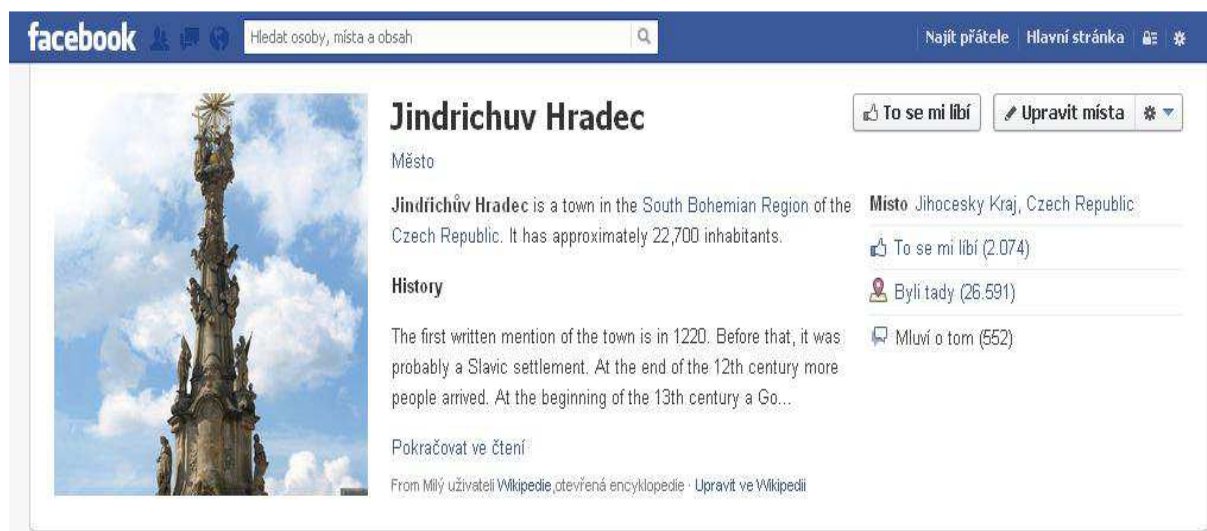 facebook
Hledat osoby, místa a obsah
Najít přátele
Hlavní stránka
Jindrichuv Hradec
To se mi líbí
Upravit místa
Město
Jindřichův Hradec is a town in the South Bohemian Region of the
Czech Republic. It has approximately 22,700 inhabitants.
History
The first written mention of the town is in 1220. Before that, it was
probably a Slavic settlement. At the end of the 12th century more
people arrived. At the beginning of the 13th century a Go...
Pokračovat ve čtení
From Milý uživateli Wikipedie,otevřená encyklopedie · Upravit ve Wikipedii
Místo Jihocesky Kraj, Czech Republic
To se mi líbí (2.074)
Byli tady (26.591)
Mluví o tom (552)